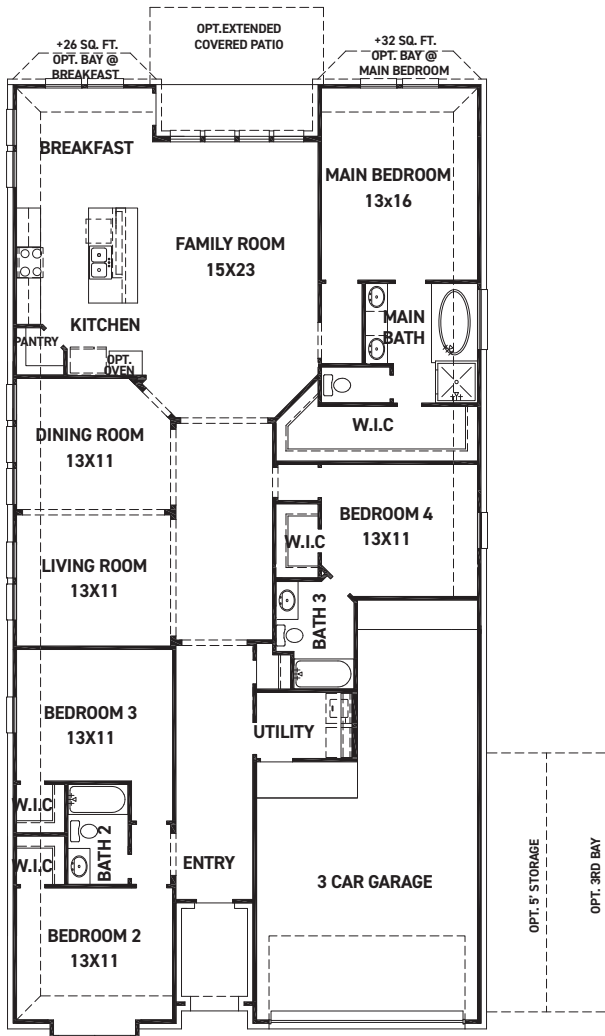 OPT.EXTENDED
COVERED PATIO
+26 SQ. FT.
OPT. BAY @
BREAKFAST
+32 SQ. FT.
OPT. BAY @
MAIN BEDROOM
BREAKFAST
MAIN BEDROOM
13x16
FAMILY ROOM
15X23
KITCHEN
MAIN
BATH
PANTRY
OPT.
OVEN
W.I.C
DINING ROOM
13X11
BEDROOM 4
13X11
W.I.C
LIVING ROOM
13X11
BATH 3
BEDROOM 3
13X11
UTILITY
W.I.C
BATH 2
W.I.C
ENTRY
3 CAR GARAGE
OPT. 5' STORAGE
OPT. 3RD BAY
BEDROOM 2
13X11